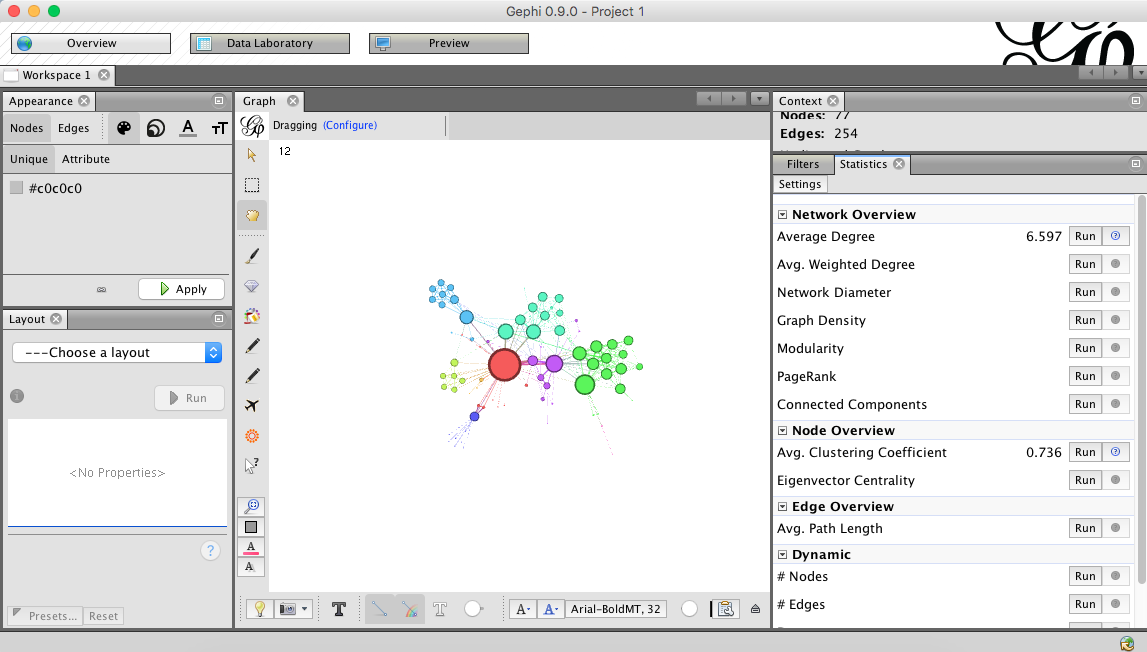 Gephi 0.9.0 - Project 1
Overview
Data Laboratory
Preview
Workspace 1
Appearance
Nodes Edges
Unique Attribute
#c0c0c0
Apply
Layout
---Choose a layout
Run
<No Properties>
?
Presets... Reset
Graph
Dragging (Configure)
12
T
A- A- Arial-BoldMT, 32
Context
Nodes: 77
Edges: 254
Filters Statistics
Settings
Network Overview
Average Degree 6.597 Run
Avg. Weighted Degree Run
Network Diameter Run
Graph Density Run
Modularity Run
PageRank Run
Connected Components Run
Node Overview
Avg. Clustering Coefficient 0.736 Run
Eigenvector Centrality Run
Edge Overview
Avg. Path Length Run
Dynamic
# Nodes Run
# Edges Run